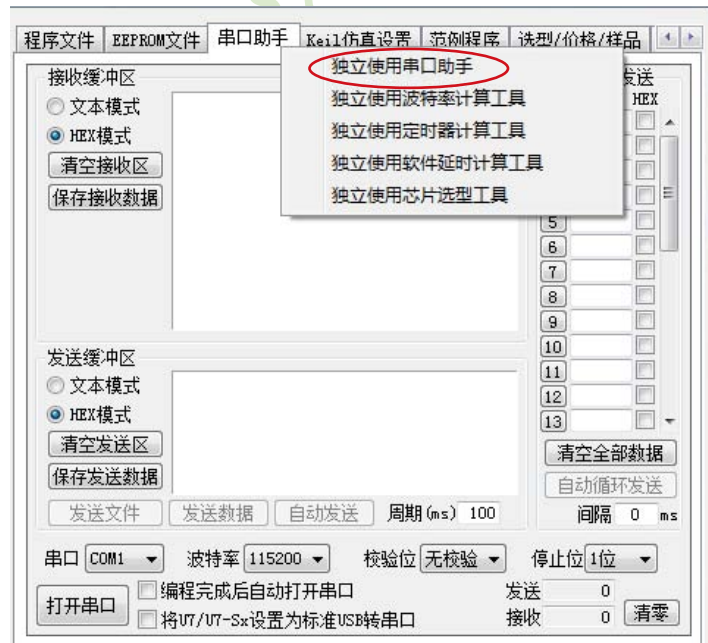 程序文件 EEPROM文件 串口助手 Keil仿真设置 范例程序 选型/价格/样品
独立使用串口助手
独立使用波特率计算工具
独立使用定时器计算工具
独立使用软件延时计算工具
独立使用芯片选型工具
接收缓冲区
文本模式
HEX模式
清空接收区
保存接收数据
发送
HEX
5
6
7
8
9
10
11
12
13
发送缓冲区
文本模式
HEX模式
清空发送区
保存发送数据
清空全部数据
自动循环发送
发送文件 发送数据 自动发送 周期(ms) 100
间隔 0 ms
串口 COM1 波特率 115200 校验位 无校验 停止位 1位
打开串口
编程完成后自动打开串口
将U7/U7-Sx设置为标准USB转串口
发送 0
接收 0
清零